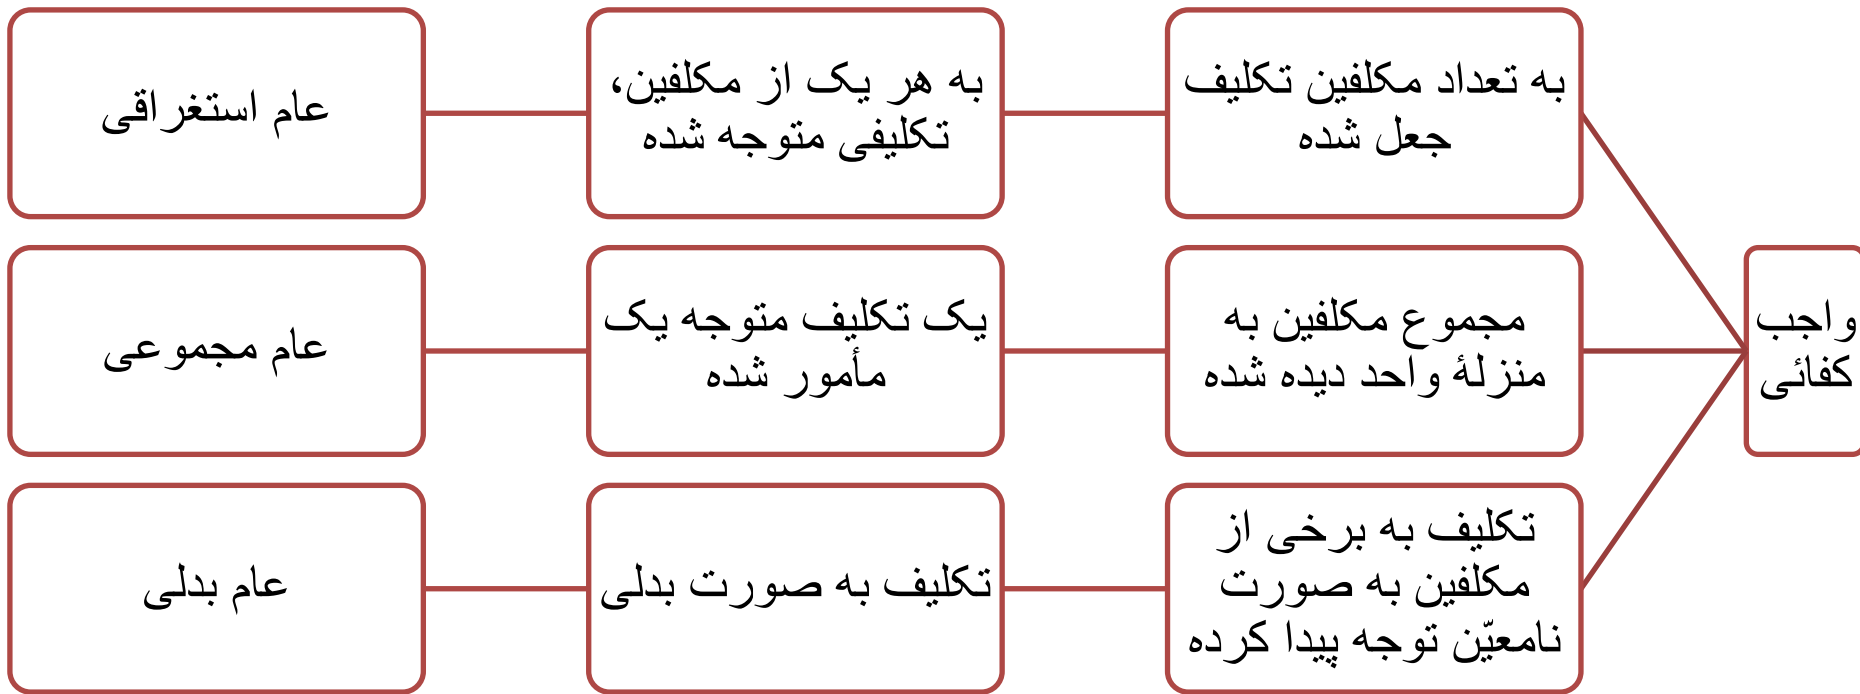 واجب
کفائی
به تعداد مکلفین تکلیف
جعل شده
به هر یک از مکلفین،
تکلیفی متوجه شده
عام استغراقی
مجموع مکلفین به
منزلهٔ واحد دیده شده
یک تکلیف متوجه یک
مأمور شده
عام مجموعی
تکلیف به برخی از
مکلفین به صورت
نامعیّن توجه پیدا کرده
تکلیف به صورت بدلی
عام بدلی